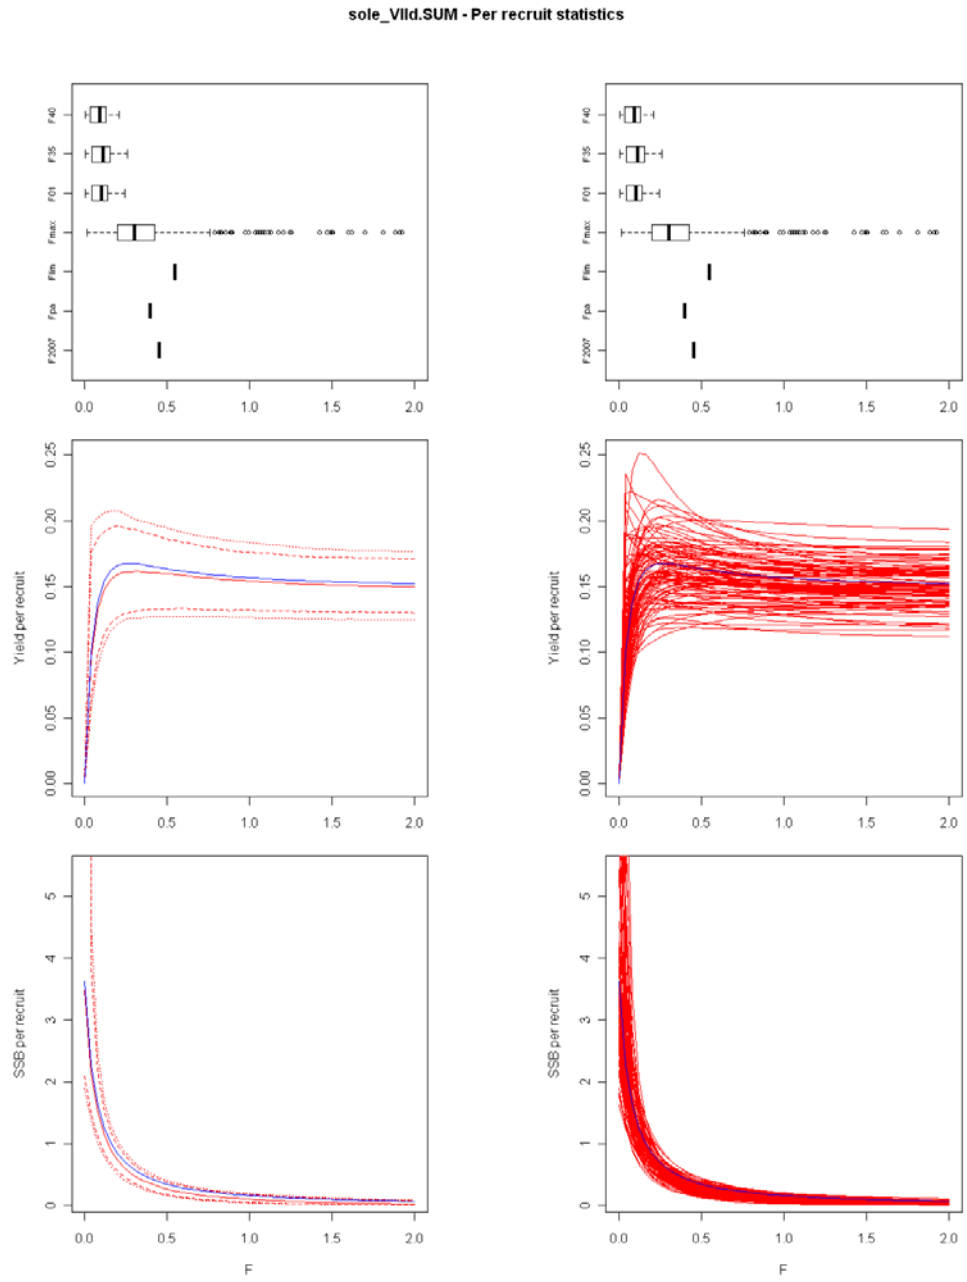 sole_VIId.SUM - Per recruit statistics
F40
F35
F01
Fmax
Flim
Fpa
F2007
0.0 0.5 1.0 1.5 2.0
F40
F35
F01
Fmax
Flim
Fpa
F2007
0.0 0.5 1.0 1.5 2.0
Yield per recruit
0.25
0.20
0.15
0.10
0.05
0.00
0.0 0.5 1.0 1.5 2.0
Yield per recruit
0.25
0.20
0.15
0.10
0.05
0.00
0.0 0.5 1.0 1.5 2.0
SSB per recruit
5
4
3
2
1
0
0.0 0.5 1.0 1.5 2.0
F
SSB per recruit
5
4
3
2
1
0
0.0 0.5 1.0 1.5 2.0
F